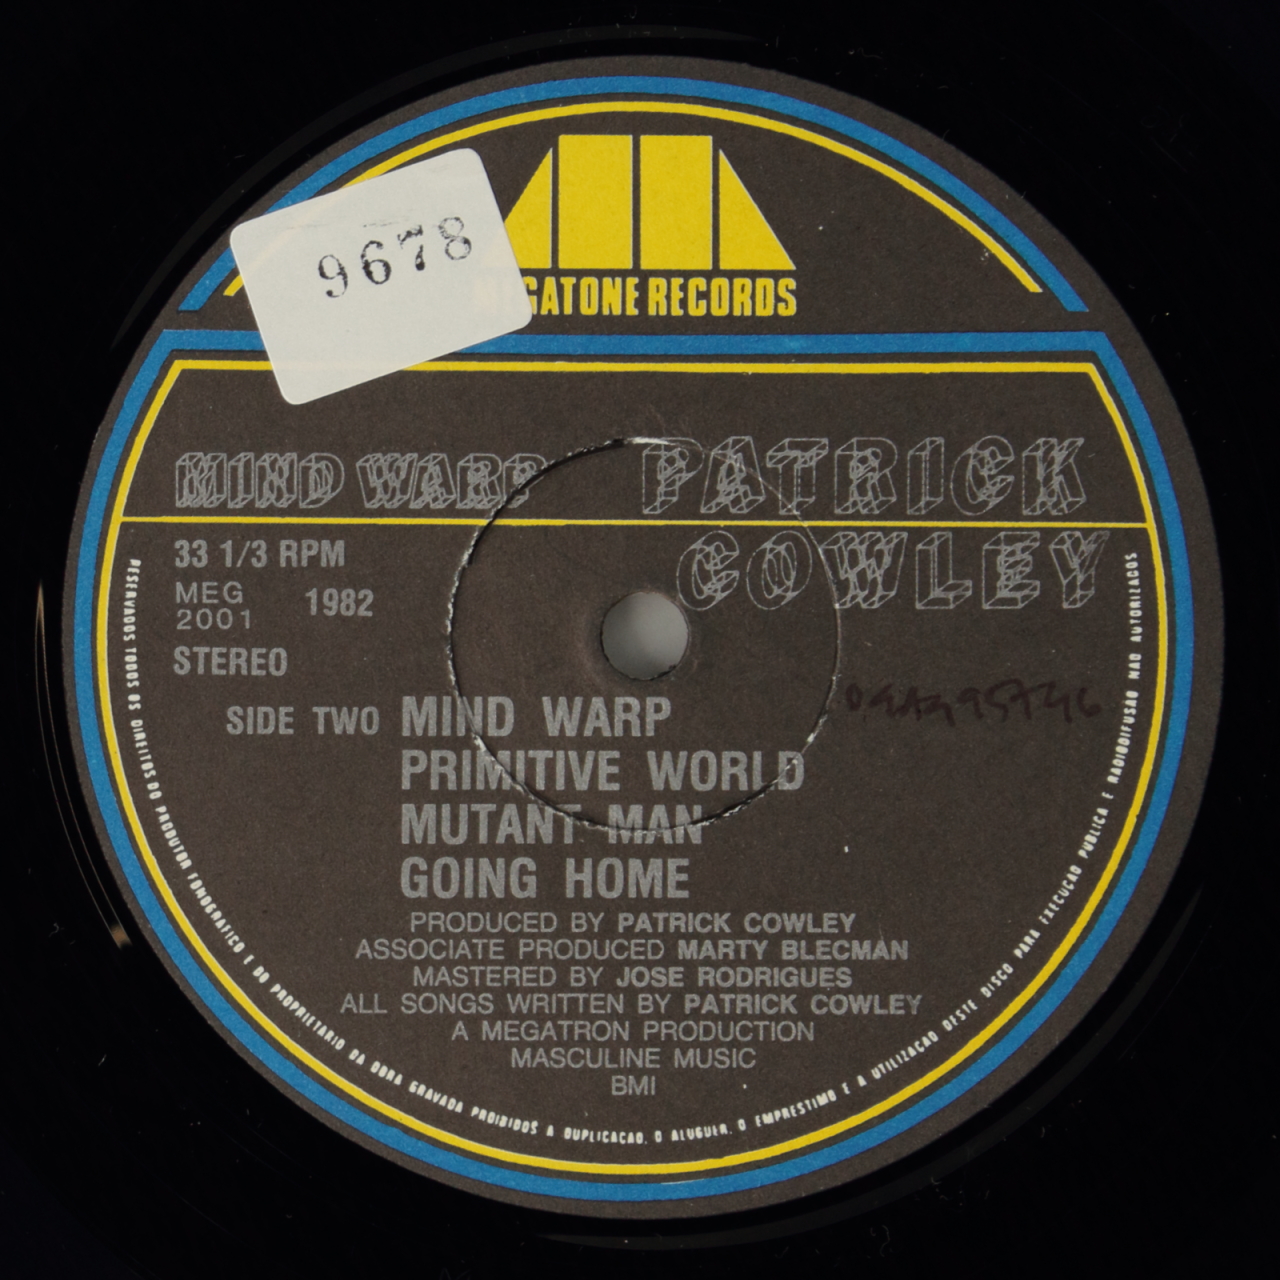 9678
GATONE RECORDS
MIND WARP
PATRICK
COWLEY
33 1/3 RPM
MEG
2001
1982
STEREO
SIDE TWO
MIND WARP
PRIMITIVE WORLD
MUTANT MAN
GOING HOME
PRODUCED BY PATRICK COWLEY
ASSOCIATE PRODUCED MARTY BLECMAN
MASTERED BY JOSE RODRIGUES
ALL SONGS WRITTEN BY PATRICK COWLEY
A MEGATRON PRODUCTION
MASCULINE MUSIC
BMI
RESERVADOS TODOS OS DIREITOS DO PRODUTOR FONOGRAFICO E DO PROPRIETARIO DA OBRA GRAVADA PROIBIDOS A DUPLICACAO, O ALUGUER, O EMPRESTIMO E A UTILIZACAO DESTE DISCO PARA EXECUCAO PUBLICA E RADIODIFUSAO NAO AUTORIZADOS